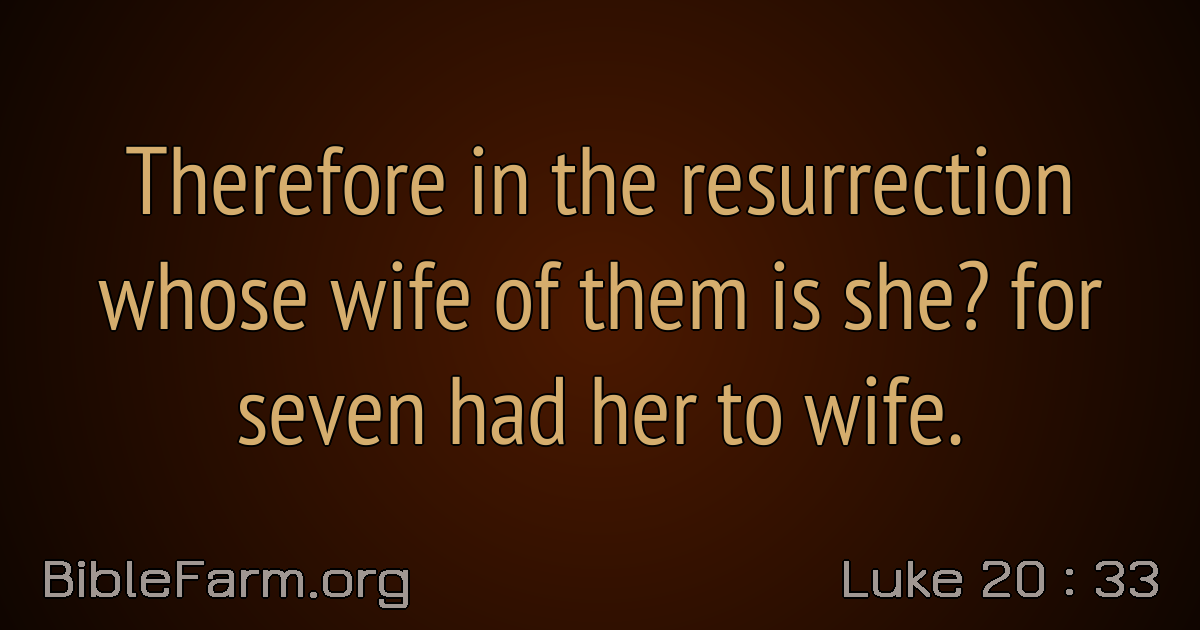 Therefore in the resurrection
whose wife of them is she? for
seven had her to wife.
BibleFarm.org
Luke 20 : 33